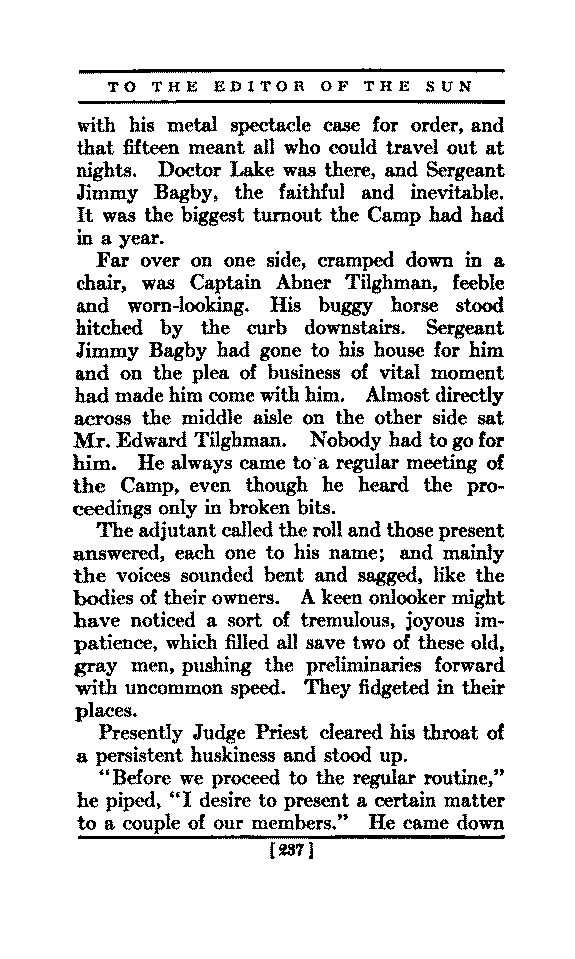 TO THE EDITOR OF THE SUN
with his metal spectacle case for order, and
that fifteen meant all who could travel out at
nights. Doctor Lake was there, and Sergeant
Jimmy Bagby, the faithful and inevitable.
It was the biggest turnout the Camp had had
in a year.
Far over on one side, cramped down in a
chair, was Captain Abner Tilghman, feeble
and worn-looking. His buggy horse stood
hitched by the curb downstairs. Sergeant
Jimmy Bagby had gone to his house for him
and on the plea of business of vital moment
had made him come with him. Almost directly
across the middle aisle on the other side sat
Mr. Edward Tilghman. Nobody had to go for
him. He always came to a regular meeting of
the Camp, even though he heard the pro-
ceedings only in broken bits.
The adjutant called the roll and those present
answered, each one to his name; and mainly
the voices sounded bent and sagged, like the
bodies of their owners. A keen onlooker might
have noticed a sort of tremulous, joyous im-
patience, which filled all save two of these old,
gray men, pushing the preliminaries forward
with uncommon speed. They fidgeted in their
places.
Presently Judge Priest cleared his throat of
a persistent huskiness and stood up.
“Before we proceed to the regular routine,”
he piped, “I desire to present a certain matter
to a couple of our members.” He came down
[237]